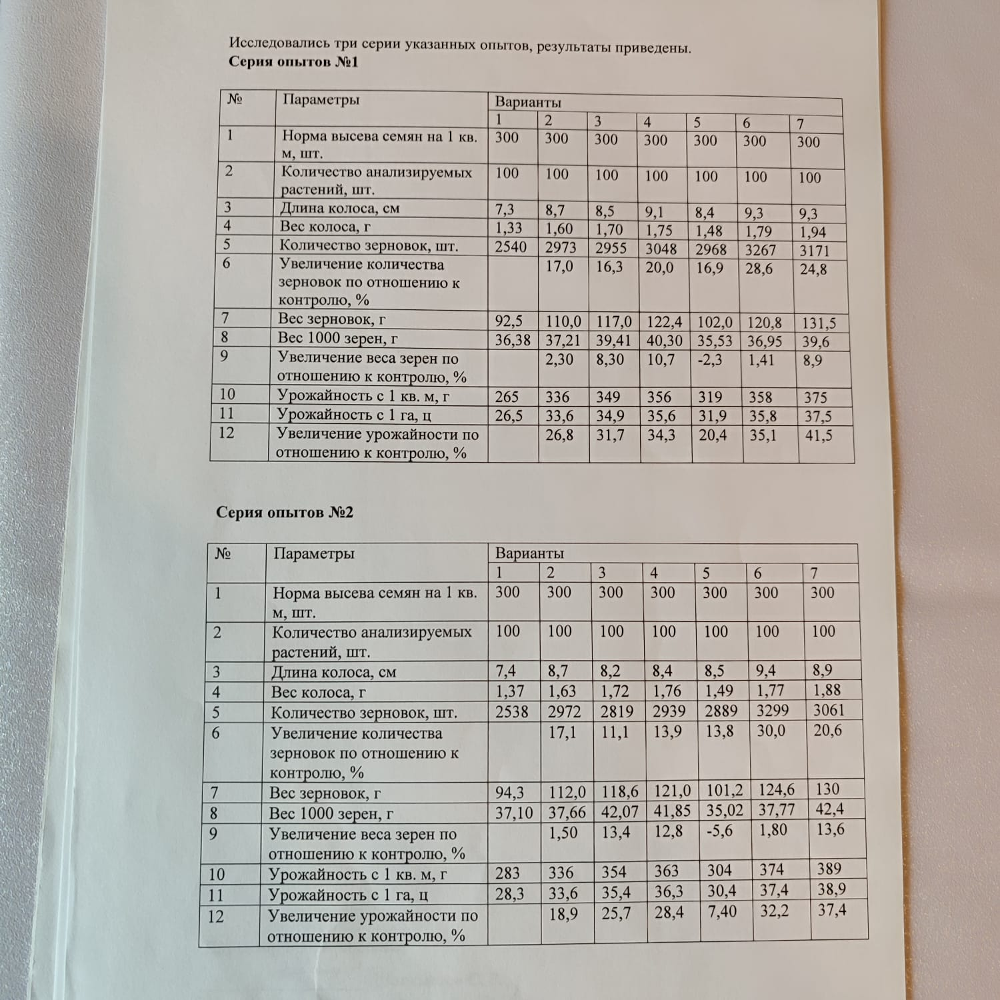 Исследовались три серии указанных опытов, результаты приведены.
Серия опытов №1
№ Параметры Варианты
1 2 3 4 5 6 7
1 Норма высева семян на 1 кв. 300 300 300 300 300 300 300
м, шт.
2 Количество анализируемых 100 100 100 100 100 100 100
растений, шт.
3 Длина колоса, см 7,3 8,7 8,5 9,1 8,4 9,3 9,3
4 Вес колоса, г 1,33 1,60 1,70 1,75 1,48 1,79 1,94
5 Количество зерновок, шт. 2540 2973 2955 3048 2968 3267 3171
6 Увеличение количества 17,0 16,3 20,0 16,9 28,6 24,8
зерновок по отношению к
контролю, %
7 Вес зерновок, г 92,5 110,0 117,0 122,4 102,0 120,8 131,5
8 Вес 1000 зерен, г 36,38 37,21 39,41 40,30 35,53 36,95 39,6
9 Увеличение веса зерен по 2,30 8,30 10,7 -2,3 1,41 8,9
отношению к контролю, %
10 Урожайность с 1 кв. м, г 265 336 349 356 319 358 375
11 Урожайность с 1 га, ц 26,5 33,6 34,9 35,6 31,9 35,8 37,5
12 Увеличение урожайности по 26,8 31,7 34,3 20,4 35,1 41,5
отношению к контролю, %
Серия опытов №2
№ Параметры Варианты
1 2 3 4 5 6 7
1 Норма высева семян на 1 кв. 300 300 300 300 300 300 300
м, шт.
2 Количество анализируемых 100 100 100 100 100 100 100
растений, шт.
3 Длина колоса, см 7,4 8,7 8,2 8,4 8,5 9,4 8,9
4 Вес колоса, г 1,37 1,63 1,72 1,76 1,49 1,77 1,88
5 Количество зерновок, шт. 2538 2972 2819 2939 2889 3299 3061
6 Увеличение количества 17,1 11,1 13,9 13,8 30,0 20,6
зерновок по отношению к
контролю, %
7 Вес зерновок, г 94,3 112,0 118,6 121,0 101,2 124,6 130
8 Вес 1000 зерен, г 37,10 37,66 42,07 41,85 35,02 37,77 42,4
9 Увеличение веса зерен по 1,50 13,4 12,8 -5,6 1,80 13,6
отношению к контролю, %
10 Урожайность с 1 кв. м, г 283 336 354 363 304 374 389
11 Урожайность с 1 га, ц 28,3 33,6 35,4 36,3 30,4 37,4 38,9
12 Увеличение урожайности по 18,9 25,7 28,4 7,40 32,2 37,4
отношению к контролю, %